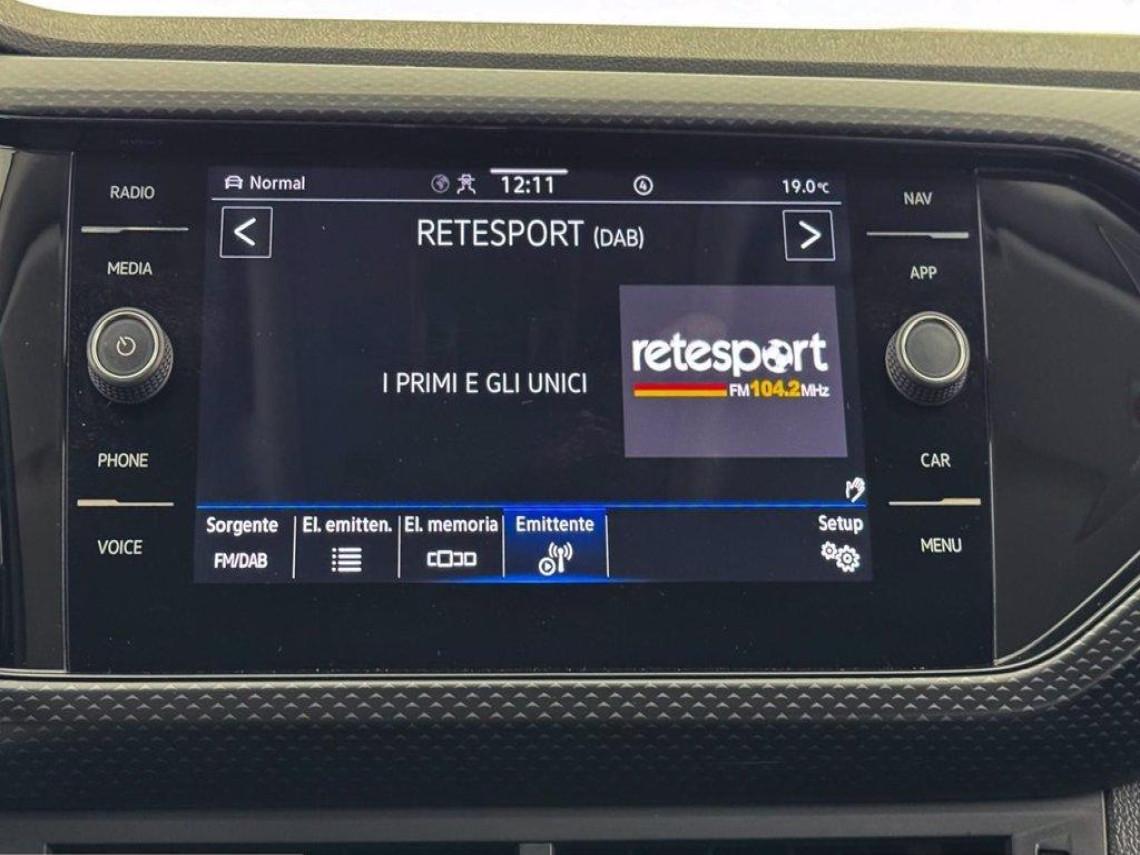 RADIO
MEDIA
PHONE
VOICE
Normal
12:11
4
19.0°C
<
RETESPORT (DAB)
>
I PRIMI E GLI UNICI
retesport
FM104.2MHz
Sorgente
FM/DAB
El. emitten.
El. memoria
Emittente
Setup
NAV
APP
CAR
MENU